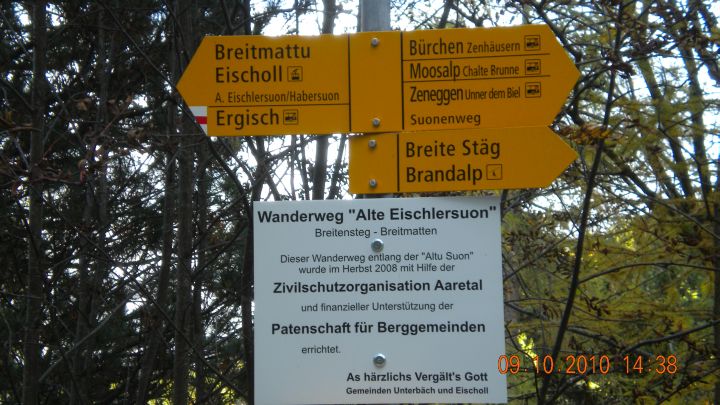 Breitmattu
Eischoll
A. Eischlersuon/Habersuon
Ergisch
Bürchen Zenhäusern
Moosalp Chalte Brunne
Zeneggen Unner dem Biel
Suonenweg
Breite Stäg
Brandalp
Wanderweg "Alte Eischlersuon"
Breitensteg - Breitmatten
Dieser Wanderweg entlang der "Altu Suon"
wurde im Herbst 2008 mit Hilfe der
Zivilschutzorganisation Aaretal
und finanzieller Unterstützung der
Patenschaft für Berggemeinden
errichtet.
As härzlichs Vergält's Gott
Gemeinden Unterbäch und Eischoll
09.10.2010 14:38